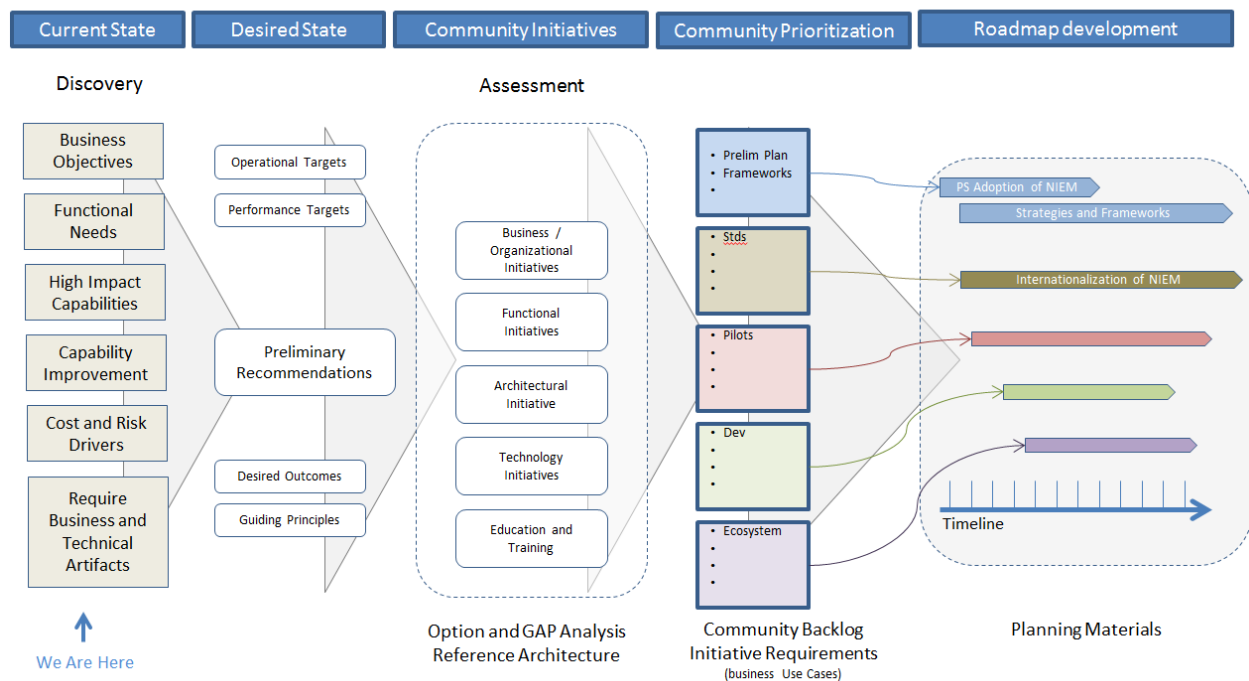 Current State
Desired State
Community Initiatives
Community Prioritization
Roadmap development
Discovery
Assessment
Business
Objectives
Functional
Needs
High Impact
Capabilities
Capability
Improvement
Cost and Risk
Drivers
Require
Business and
Technical
Artifacts
We Are Here
Operational Targets
Performance Targets
Preliminary
Recommendations
Desired Outcomes
Guiding Principles
Business /
Organizational
Initiatives
Functional
Initiatives
Architectural
Initiative
Technology
Initiatives
Education and
Training
Option and GAP Analysis
Reference Architecture
• Prelim Plan
• Frameworks
•
• Stds
•
•
•
• Pilots
•
•
•
• Dev
•
•
•
• Ecosystem
•
•
•
Community Backlog
Initiative Requirements
(business Use Cases)
PS Adoption of NIEM
Strategies and Frameworks
Internationalization of NIEM
Timeline
Planning Materials